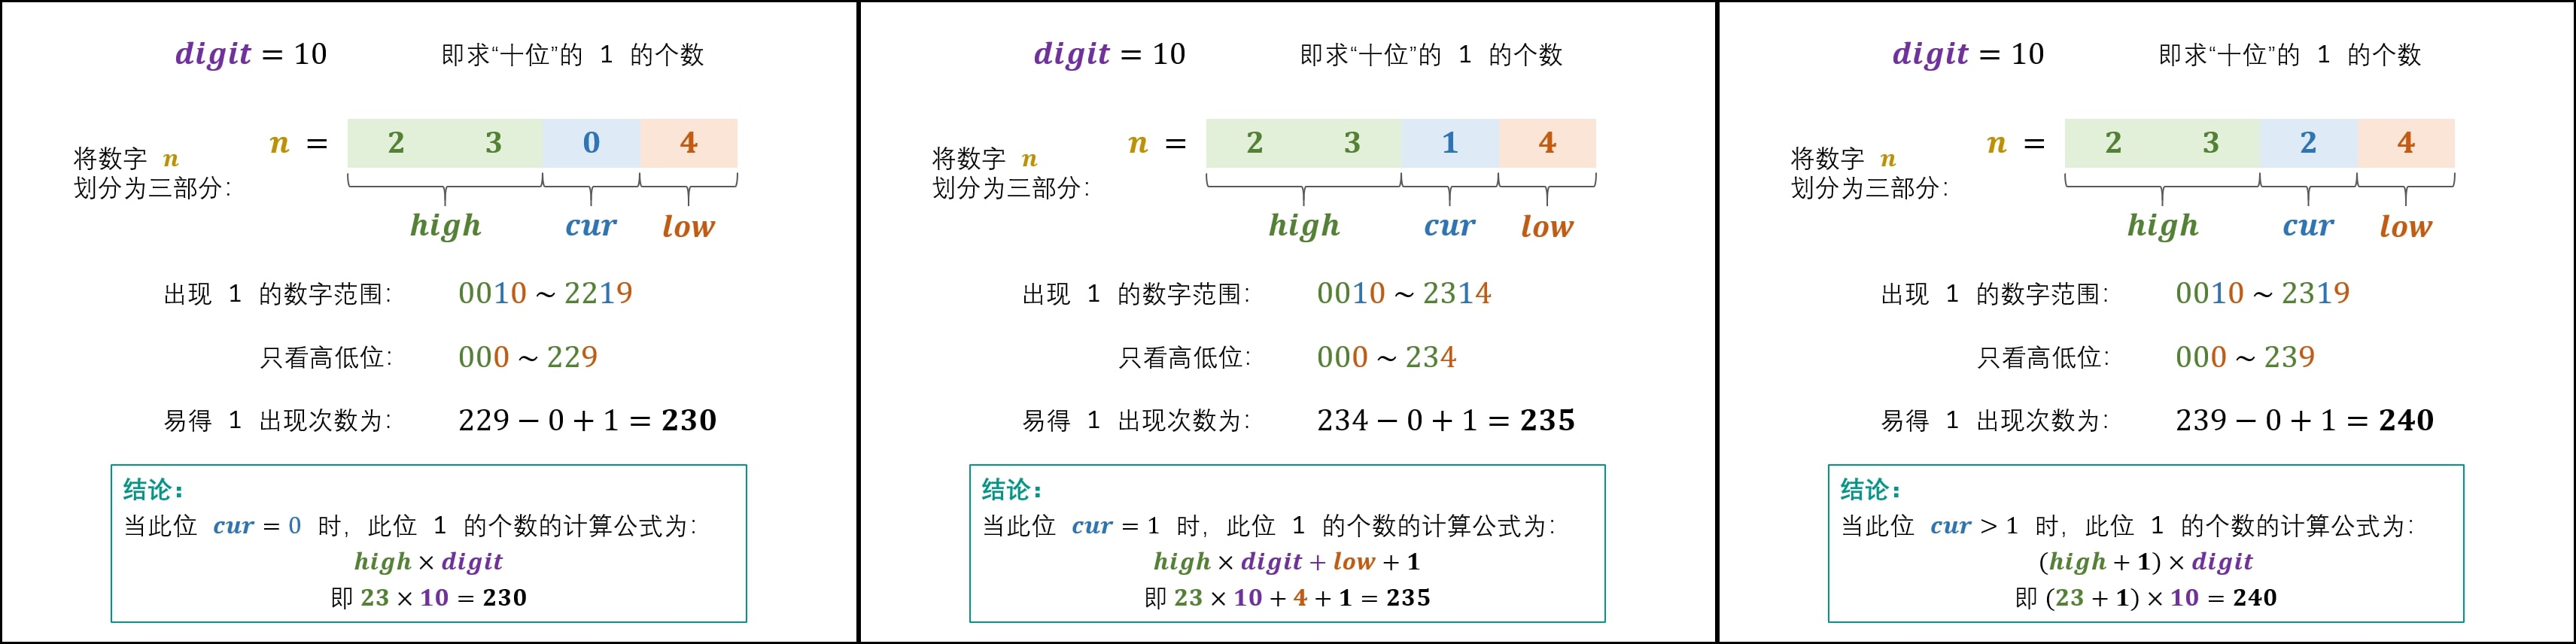 digit = 10 即求“十位”的 1 的个数
n = 2 3 0 4
将数字 n
划分为三部分:
high cur low
出现 1 的数字范围: 0010 ~ 2219
只看高低位: 000 ~ 229
易得 1 出现次数为: 229 − 0 + 1 = 230
结论:
当此位 cur = 0 时, 此位 1 的个数的计算公式为:
high × digit
即 23 × 10 = 230
digit = 10 即求“十位”的 1 的个数
n = 2 3 1 4
将数字 n
划分为三部分:
high cur low
出现 1 的数字范围: 0010 ~ 2314
只看高低位: 000 ~ 234
易得 1 出现次数为: 234 − 0 + 1 = 235
结论:
当此位 cur = 1 时, 此位 1 的个数的计算公式为:
high × digit + low + 1
即 23 × 10 + 4 + 1 = 235
digit = 10 即求“十位”的 1 的个数
n = 2 3 2 4
将数字 n
划分为三部分:
high cur low
出现 1 的数字范围: 0010 ~ 2319
只看高低位: 000 ~ 239
易得 1 出现次数为: 239 − 0 + 1 = 240
结论:
当此位 cur > 1 时, 此位 1 的个数的计算公式为:
(high + 1) × digit
即 (23 + 1) × 10 = 240